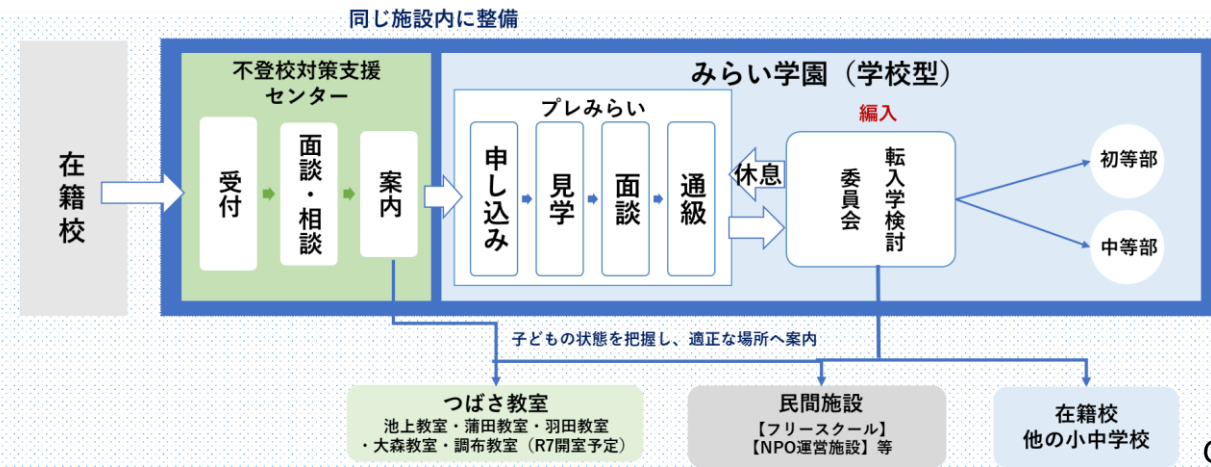 同じ施設内に整備
在籍校
不登校対策支援
センター
受付
面談・相談
案内
みらい学園（学校型）
プレみらい
申し込み
見学
面談
通級
休息
編入
転入学検討
委員会
初等部
中等部
子どもの状態を把握し、適正な場所へ案内
つばさ教室
池上教室・蒲田教室・羽田教室
・大森教室・調布教室（R7開室予定）
民間施設
【フリースクール】
【NPO運営施設】等
在籍校
他の小中学校